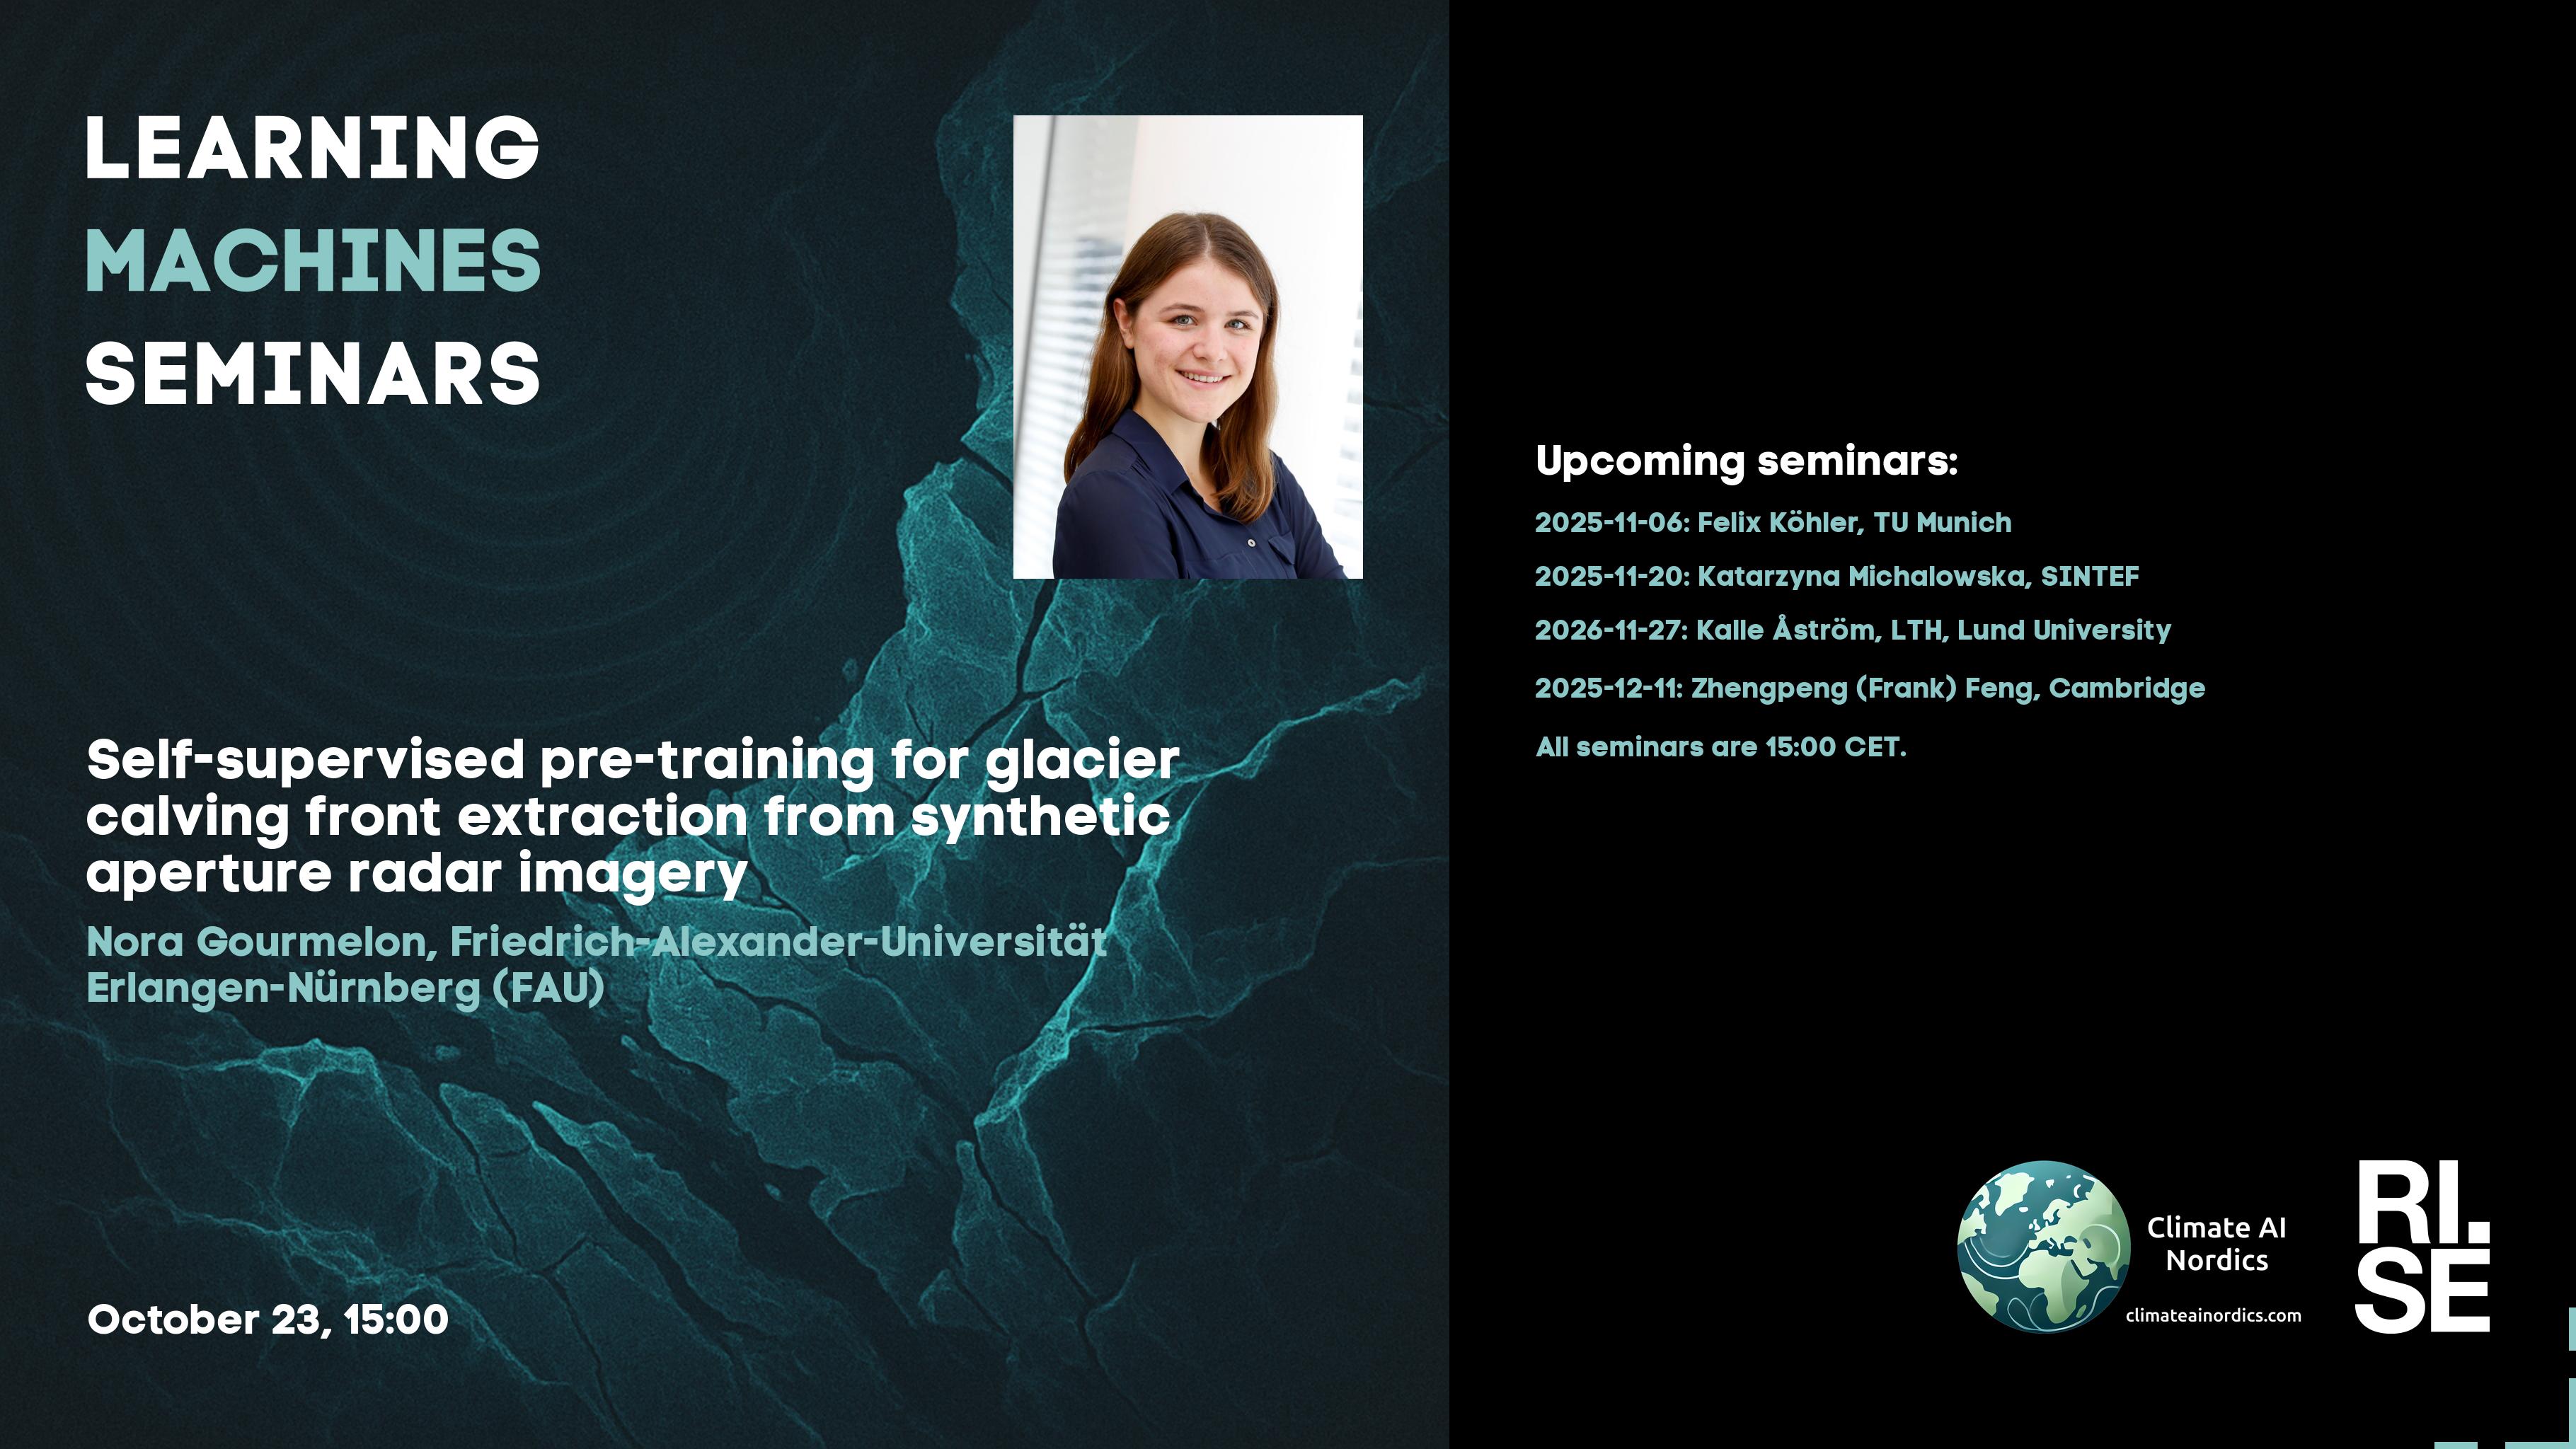 LEARNING
MACHINES
SEMINARS
Self-supervised pre-training for glacier
calving front extraction from synthetic
aperture radar imagery
Nora Gourmelon, Friedrich-Alexander-Universität
Erlangen-Nürnberg (FAU)
October 23, 15:00
Upcoming seminars:
2025-11-06: Felix Köhler, TU Munich
2025-11-20: Katarzyna Michalowska, SINTEF
2026-11-27: Kalle Åström, LTH, Lund University
2025-12-11: Zhengpeng (Frank) Feng, Cambridge
All seminars are 15:00 CET.
Climate AI
Nordics
climateainordics.com
RI.
SE